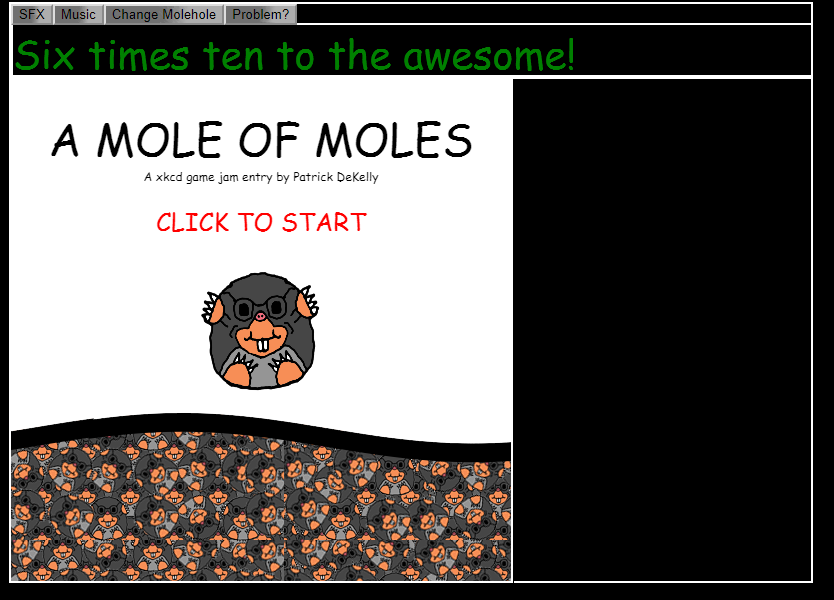 SFX Music Change Molehole Problem?
Six times ten to the awesome!
A MOLE OF MOLES
A xkcd game jam entry by Patrick DeKelly
CLICK TO START